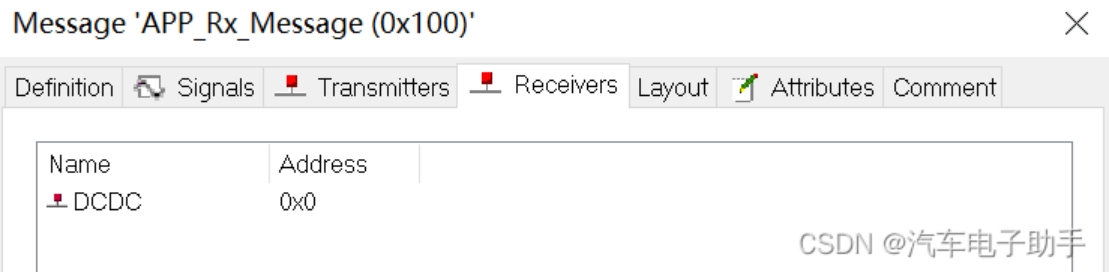 Message 'APP_Rx_Message (0x100)'
Definition Signals Transmitters Receivers Layout Attributes Comment
Name Address
DCDC 0x0
CSDN @汽车电子助手